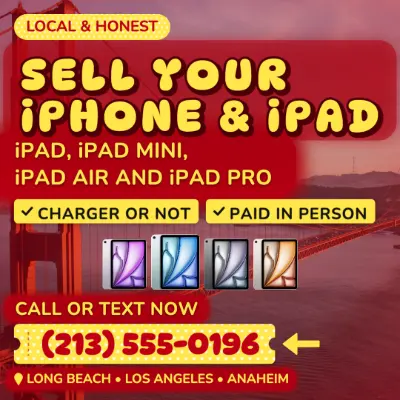 LOCAL & HONEST
SELL YOUR
iPHONE & iPAD
iPAD, iPAD MINI,
iPAD AIR AND iPAD PRO
✓ CHARGER OR NOT ✓ PAID IN PERSON
CALL OR TEXT NOW
(213) 555-0196
LONG BEACH • LOS ANGELES • ANAHEIM